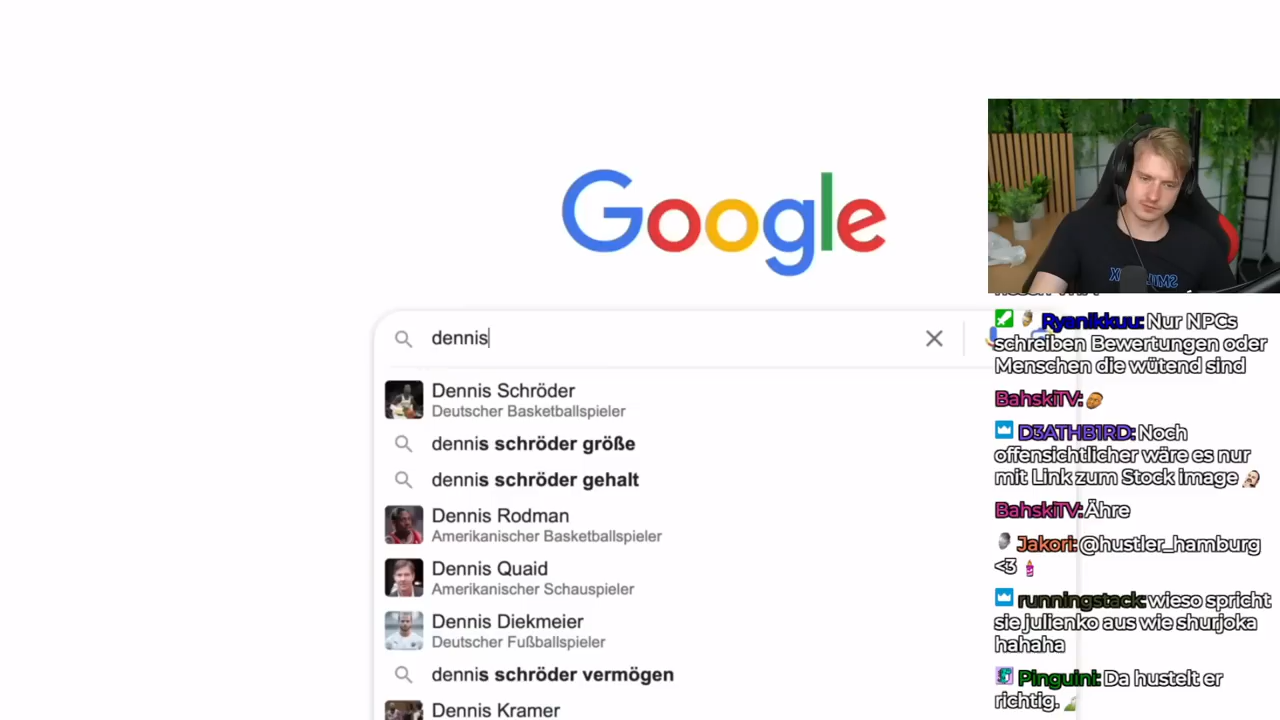 Google
dennis
Dennis Schröder
Deutscher Basketballspieler
dennis schröder größe
dennis schröder gehalt
Dennis Rodman
Amerikanischer Basketballspieler
Dennis Quaid
Amerikanischer Schauspieler
Dennis Diekmeier
Deutscher Fußballspieler
dennis schröder vermögen
Dennis Kramer
Ryanikkuu: Nur NPCs
schreiben Bewertungen oder
Menschen die wütend sind
BahskiTV:
D3ATHB1RD: Noch
offensichtlicher wäre es nur
mit Link zum Stock image
BahskiTV: Ähre
Jakori: @hustler_hamburg
<3
runningstack: wieso spricht
sie julienko aus wie shurjoka
hahaha
Pinguini: Da hustelt er
richtig.